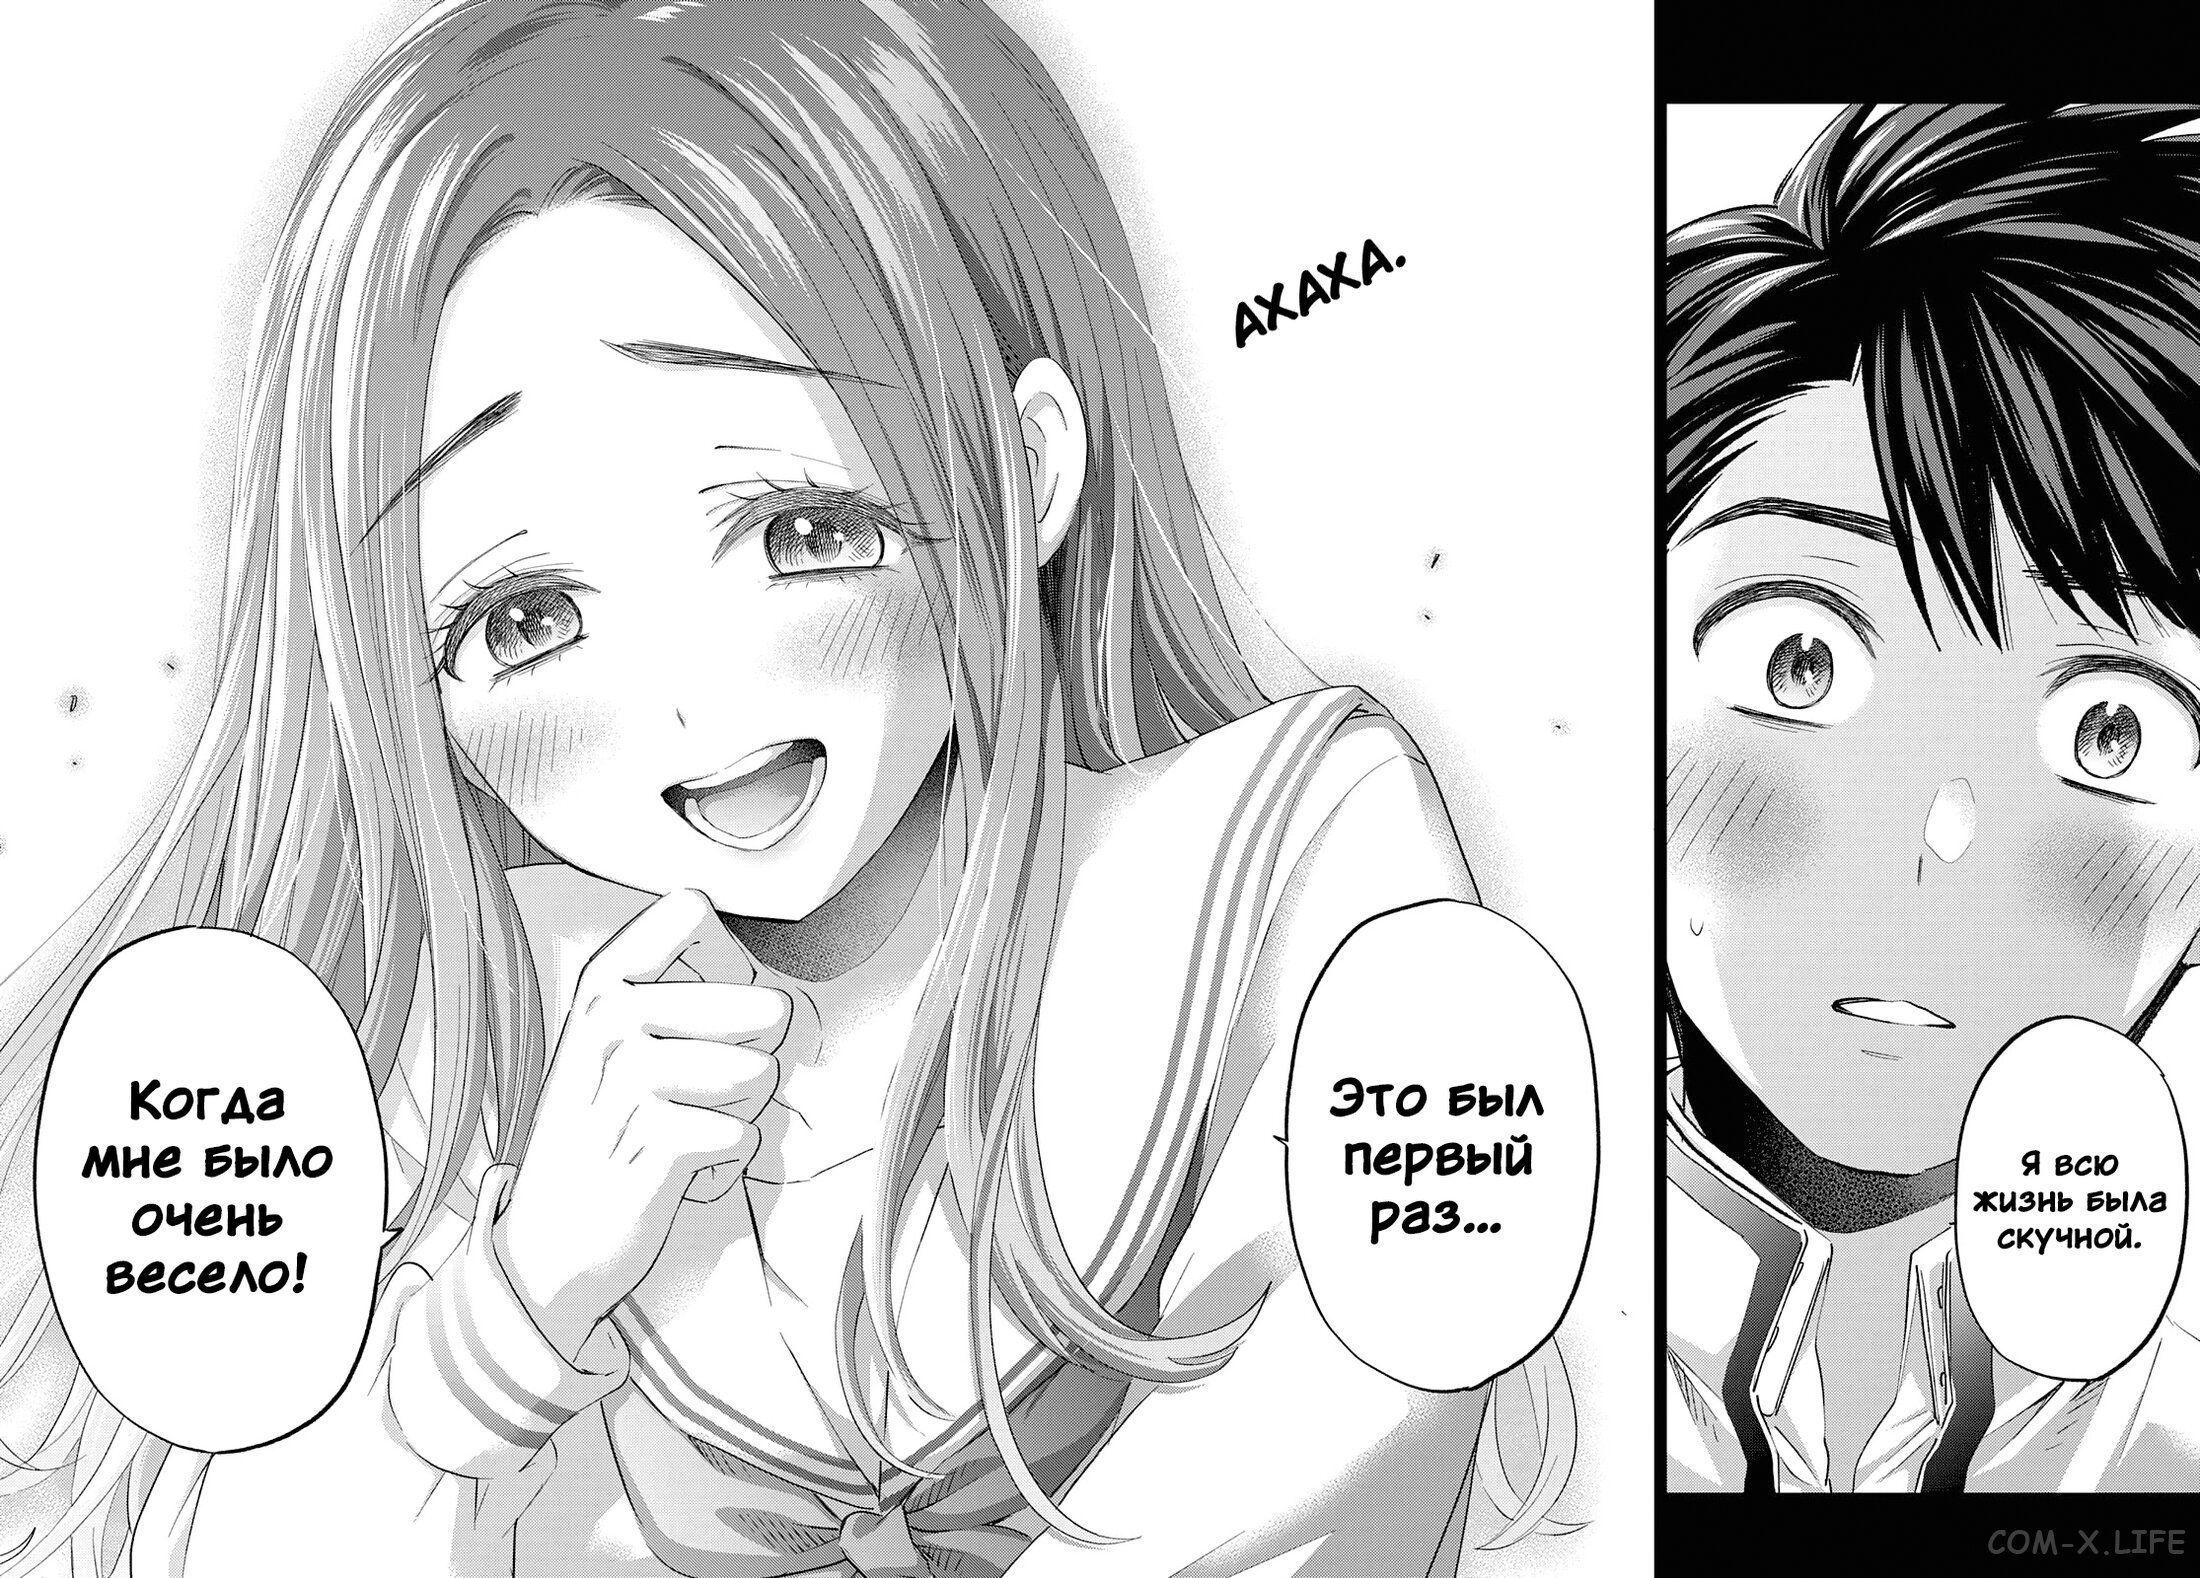 Я всю
жизнь была
скучной.
АХАХА.
Это был
первый
раз...
Когда
мне было
очень
весело!
COM-X.LIFE